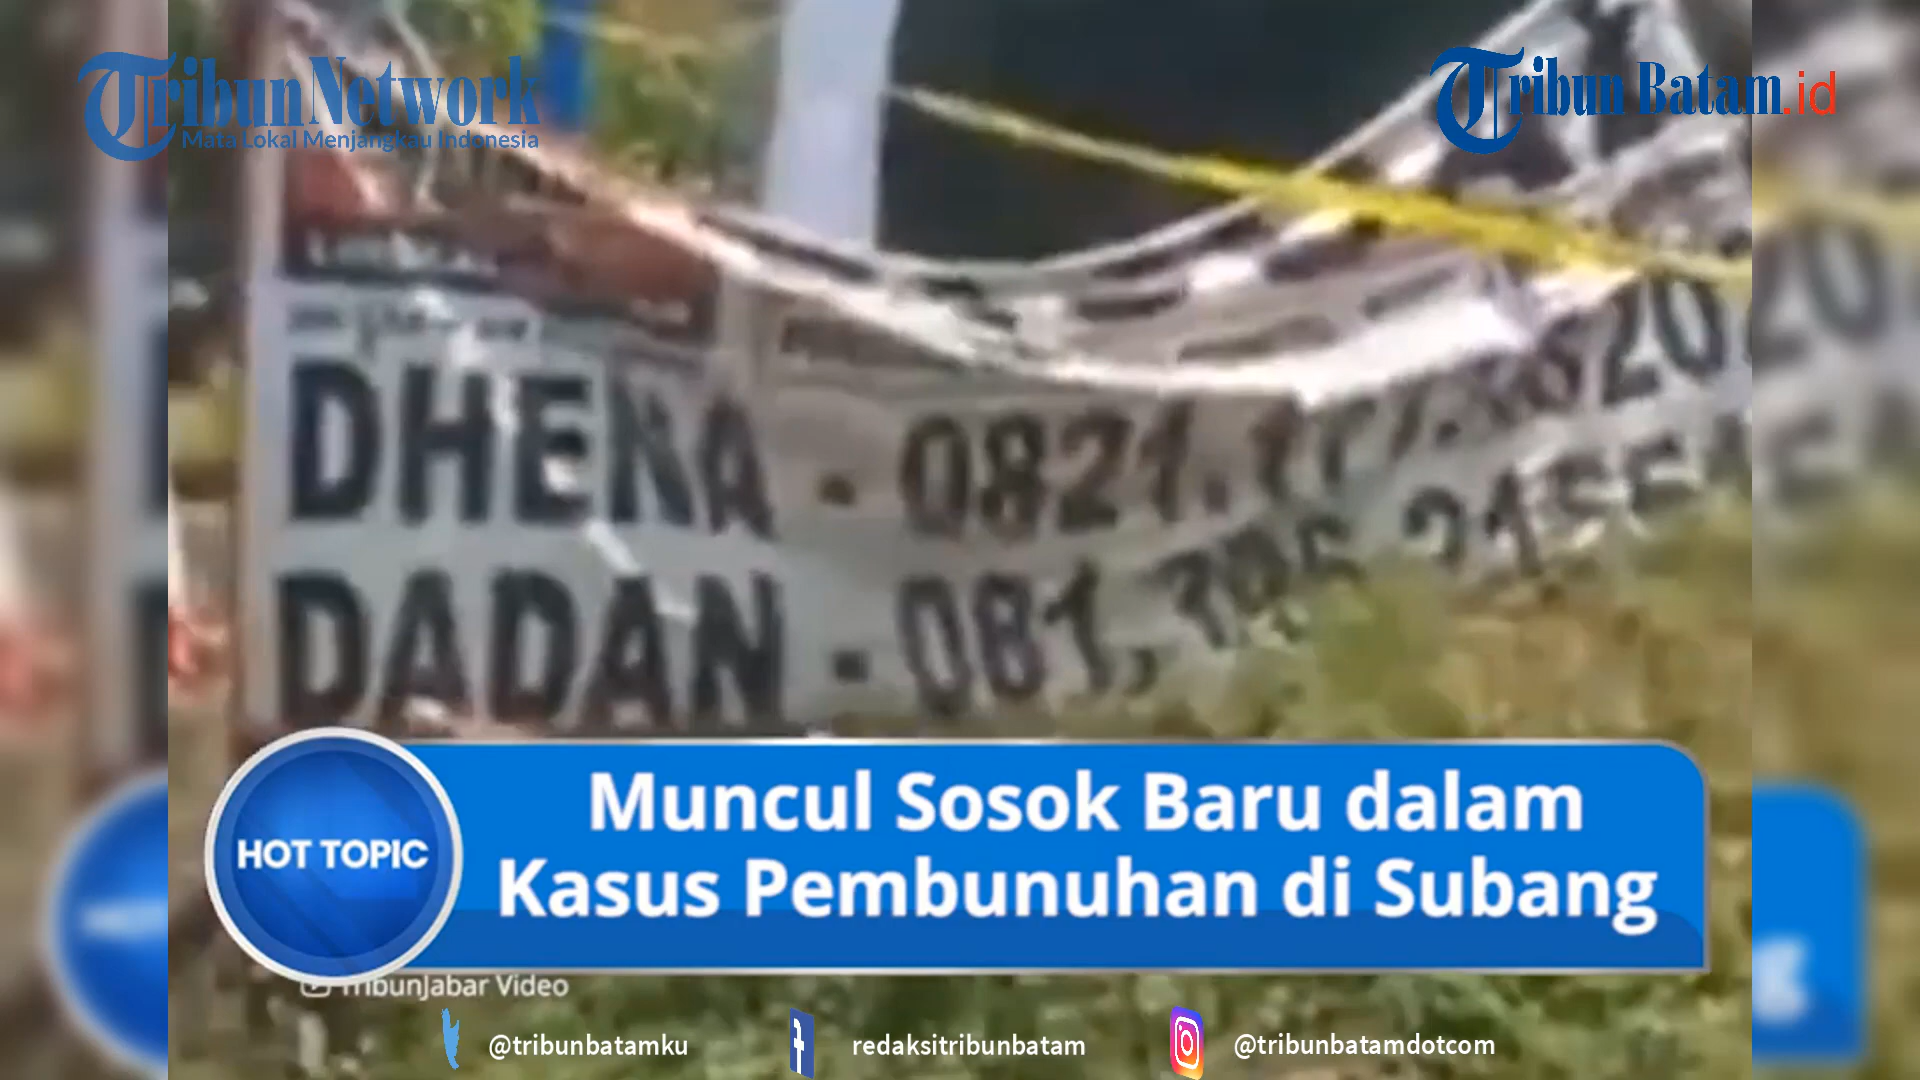 Tribun Network
Mata Lokal Menjangkau Indonesia
Tribun Batam.id
DHENA - 0821.
DADAN - 081,
HOT TOPIC
Muncul Sosok Baru dalam
Kasus Pembunuhan di Subang
TribunJabar Video
@tribunbatamku
redaksitribunbatam
@tribunbatamdotcom